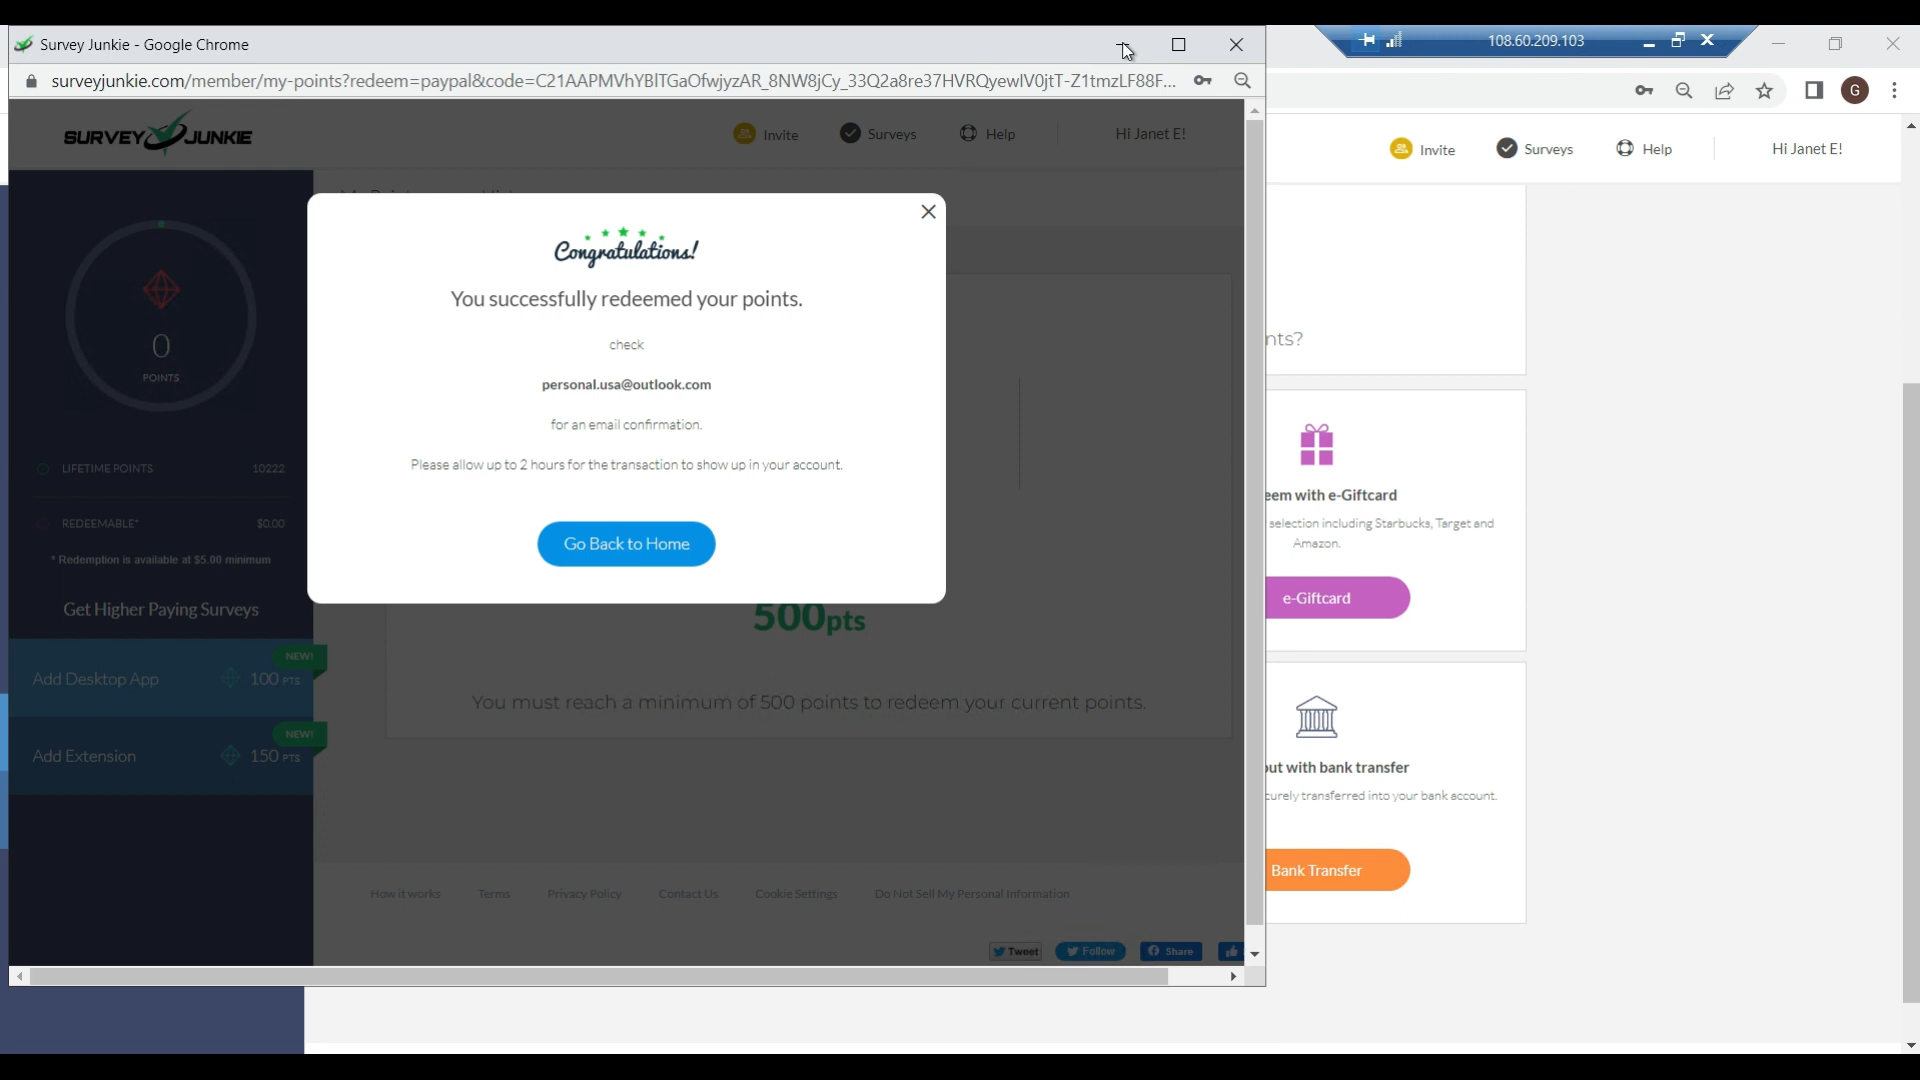 Survey Junkie - Google Chrome
108.60.209.103
surveyjunkie.com/member/my-points?redeem=paypal&code=C21AAPMVhYBlTGaOfwjyzAR_8NW8jCy_33Q2a8re37HVRQyewIV0jtT-Z1tmzLF88F...
G
SURVEY JUNKIE
Invite
Surveys
Help
Hi Janet E!
Invite
Surveys
Help
Hi Janet E!
Congratulations!
You successfully redeemed your points.
check
personal.usa@outlook.com
for an email confirmation.
Please allow up to 2 hours for the transaction to show up in your account.
Go Back to Home
0
POINTS
LIFETIME POINTS 10222
REDEEMABLE* $0.00
* Redemption is available at $5.00 minimum
Get Higher Paying Surveys
NEW!
Add Desktop App 100 PTS
NEW!
Add Extension 150 PTS
500pts
You must reach a minimum of 500 points to redeem your current points.
How it works
Terms
Privacy Policy
Contact Us
Cookie Settings
Do Not Sell My Personal Information
Tweet
Follow
Share
nts?
eem with e-Giftcard
selection including Starbucks, Target and
Amazon.
e-Giftcard
out with bank transfer
curely transferred into your bank account.
Bank Transfer